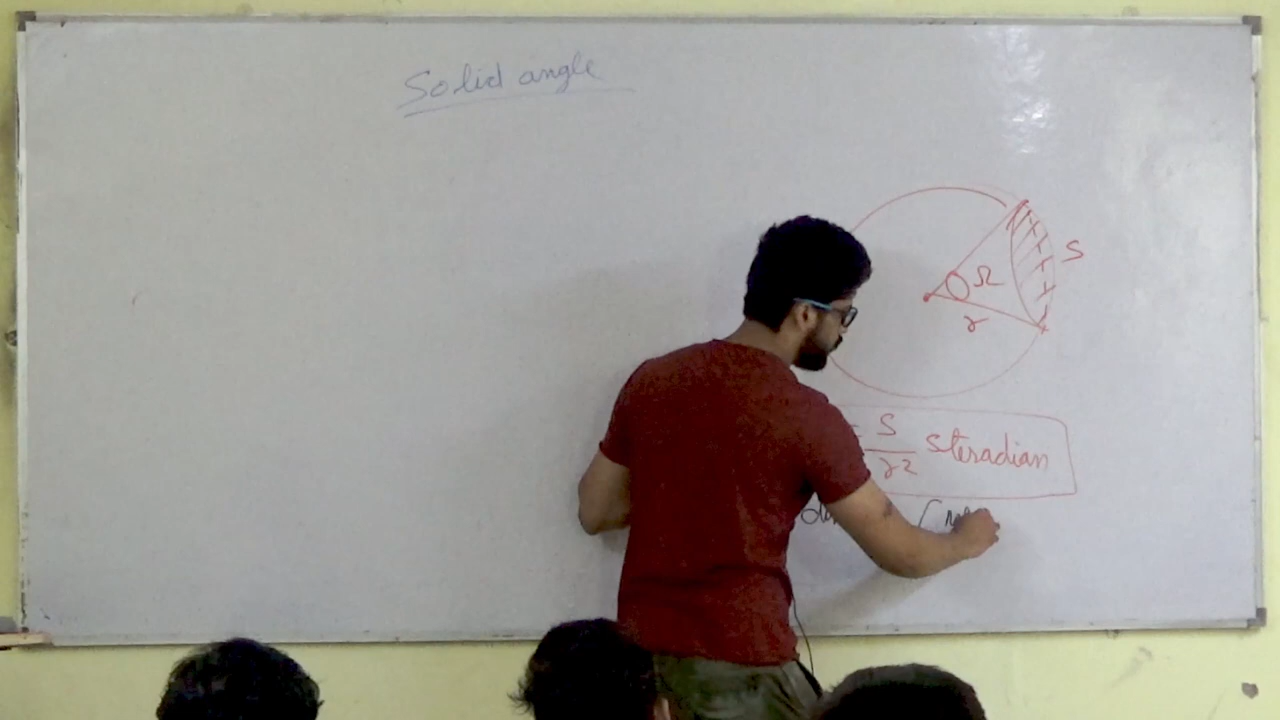 Solid angle
S
Ω
r
= S/r2 Steradian